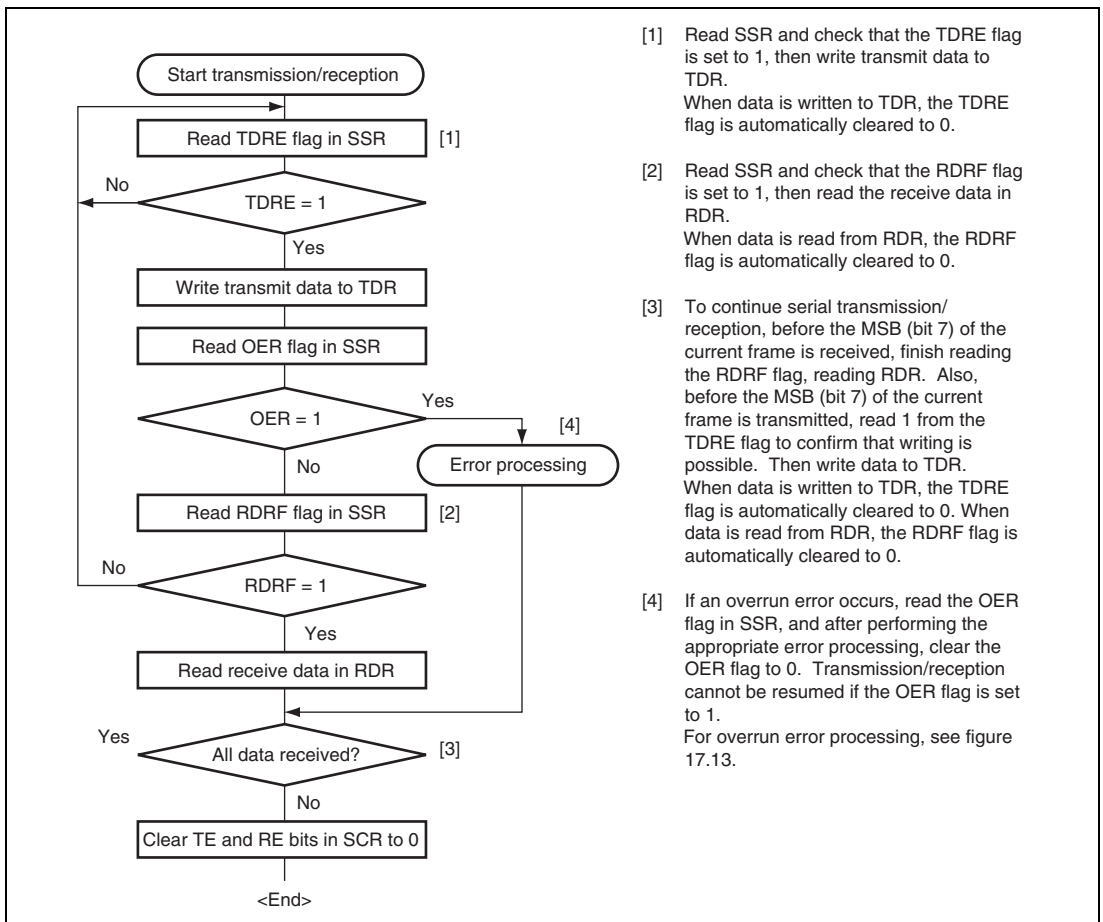 Start transmission/reception
Read TDRE flag in SSR
[1]
No
TDRE = 1
Yes
Write transmit data to TDR
Read OER flag in SSR
Yes
OER = 1
[4]
Error processing
No
Read RDRF flag in SSR
[2]
No
RDRF = 1
Yes
Read receive data in RDR
Yes
All data received?
[3]
No
Clear TE and RE bits in SCR to 0
<End>
[1] Read SSR and check that the TDRE flag
is set to 1, then write transmit data to
TDR.
When data is written to TDR, the TDRE
flag is automatically cleared to 0.
[2] Read SSR and check that the RDRF flag
is set to 1, then read the receive data in
RDR.
When data is read from RDR, the RDRF
flag is automatically cleared to 0.
[3] To continue serial transmission/
reception, before the MSB (bit 7) of the
current frame is received, finish reading
the RDRF flag, reading RDR. Also,
before the MSB (bit 7) of the current
frame is transmitted, read 1 from the
TDRE flag to confirm that writing is
possible. Then write data to TDR.
When data is written to TDR, the TDRE
flag is automatically cleared to 0. When
data is read from RDR, the RDRF flag is
automatically cleared to 0.
[4] If an overrun error occurs, read the OER
flag in SSR, and after performing the
appropriate error processing, clear the
OER flag to 0. Transmission/reception
cannot be resumed if the OER flag is set
to 1.
For overrun error processing, see figure
17.13.